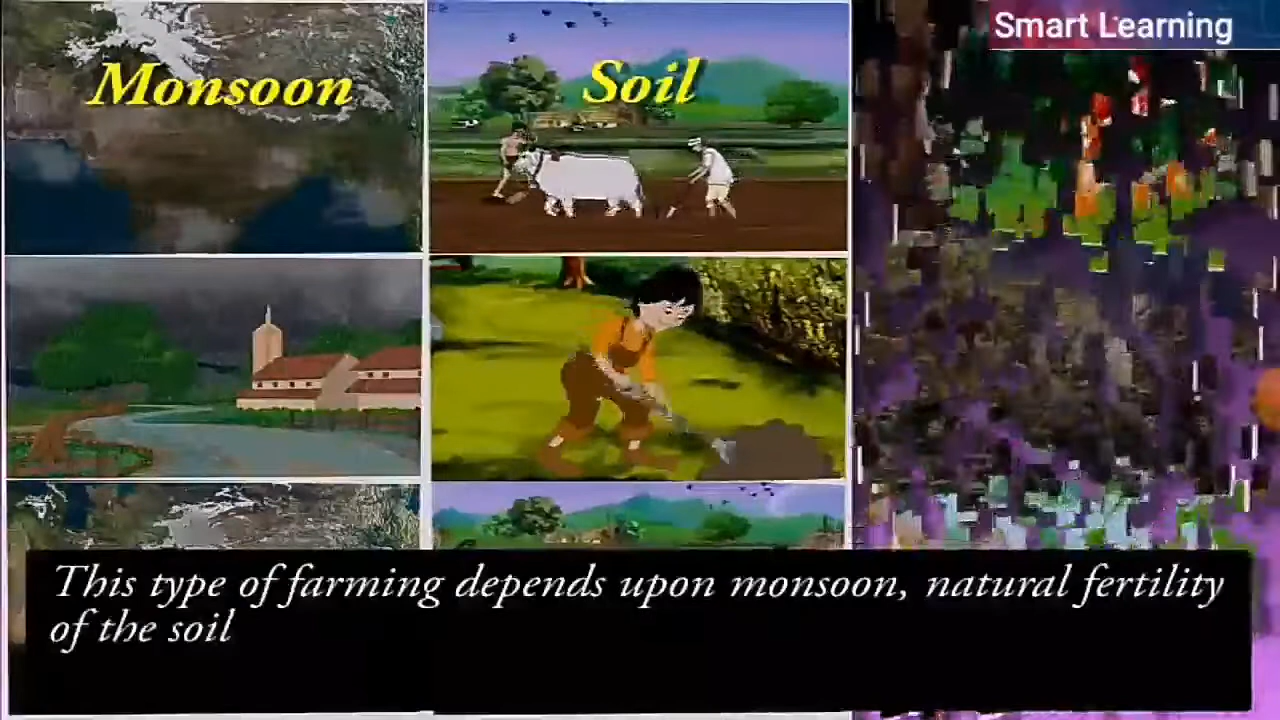 Smart Learning
Monsoon
Soil
This type of farming depends upon monsoon, natural fertility
of the soil